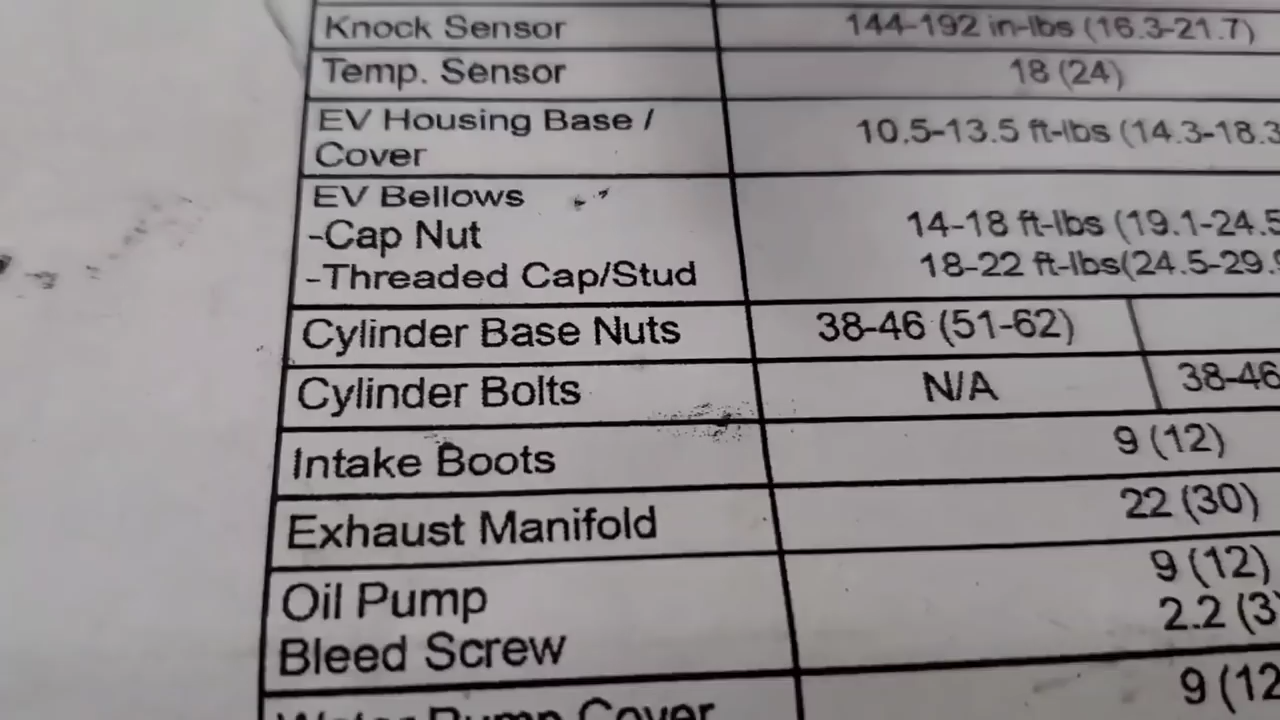 Knock Sensor 144-192 in-lbs (16.3-21.7)
Temp. Sensor 18 (24)
EV Housing Base / 10.5-13.5 ft-lbs (14.3-18.3
Cover
EV Bellows
-Cap Nut 14-18 ft-lbs (19.1-24.5
-Threaded Cap/Stud 18-22 ft-lbs(24.5-29.9
Cylinder Base Nuts 38-46 (51-62)
Cylinder Bolts N/A 38-46
Intake Boots 9 (12)
Exhaust Manifold 22 (30)
Oil Pump 9 (12)
Bleed Screw 2.2 (3)
Water Pump Cover 9 (12